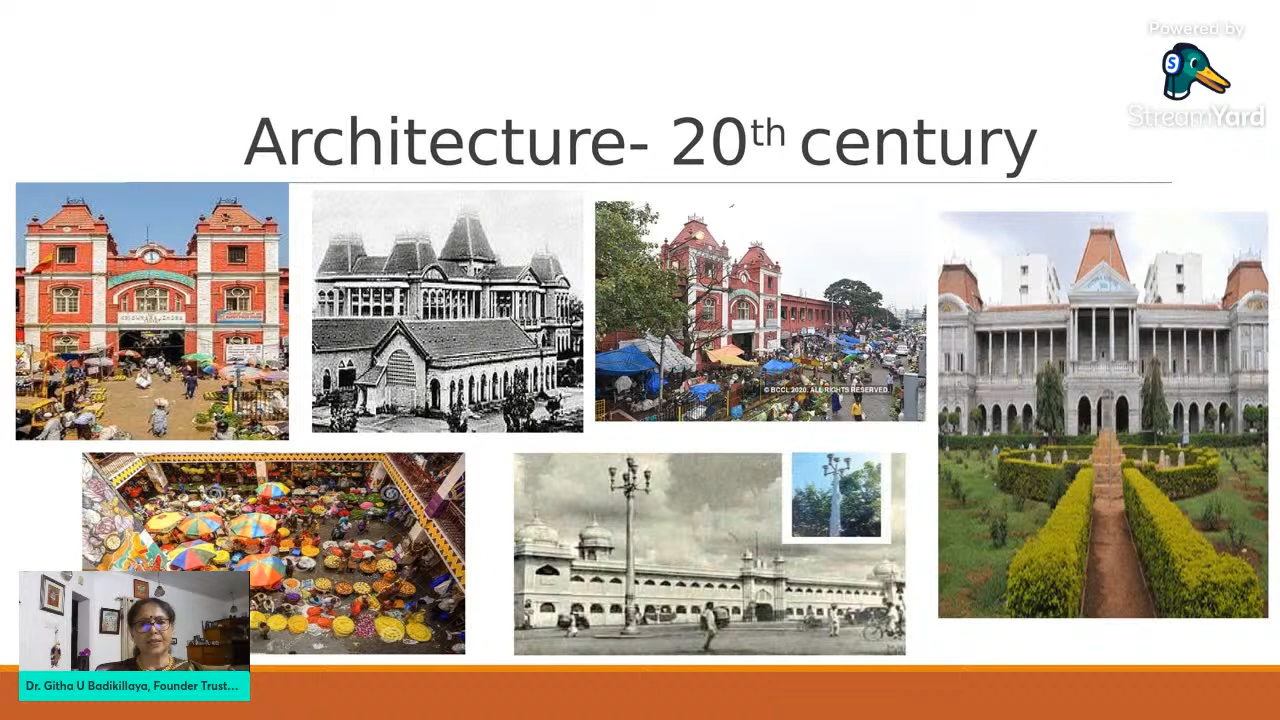 Powered by
StreamYard
Architecture- 20th century
© BCCL 2020. ALL RIGHTS RESERVED.
Dr. Githa U Badikillaya, Founder Trust...